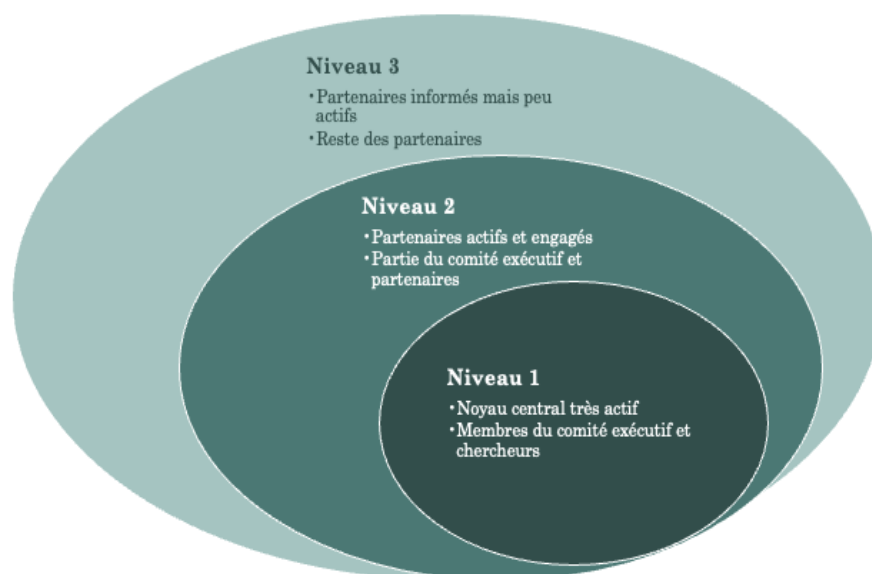 Niveau 3
•Partenaires informés mais peu
actifs
•Reste des partenaires
Niveau 2
•Partenaires actifs et engagés
•Partie du comité exécutif et
partenaires
Niveau 1
•Noyau central très actif
•Membres du comité exécutif et
chercheurs